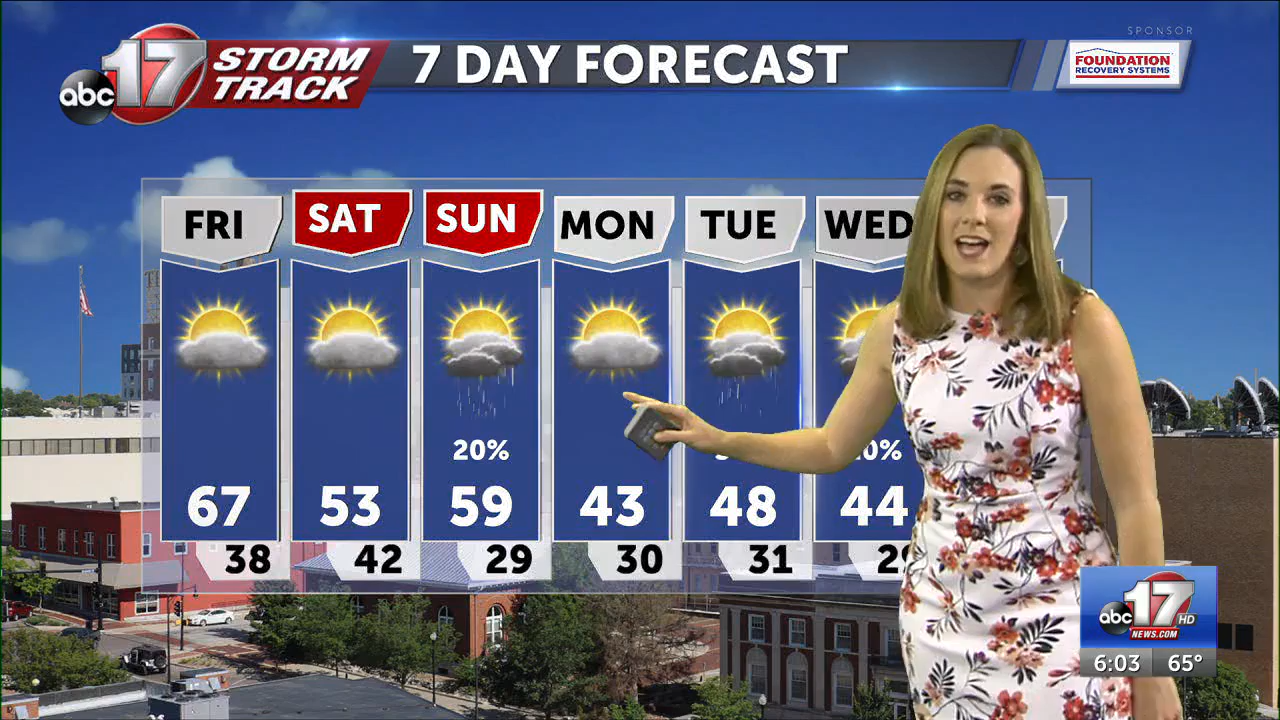 SPONSOR
abc 17 STORM TRACK
7 DAY FORECAST
FOUNDATION
RECOVERY SYSTEMS
FRI SAT SUN MON TUE WED
20%
67 53 59 43 48 44
38 42 29 30 31
abc 17 HD
NEWS.COM
6:03 65°